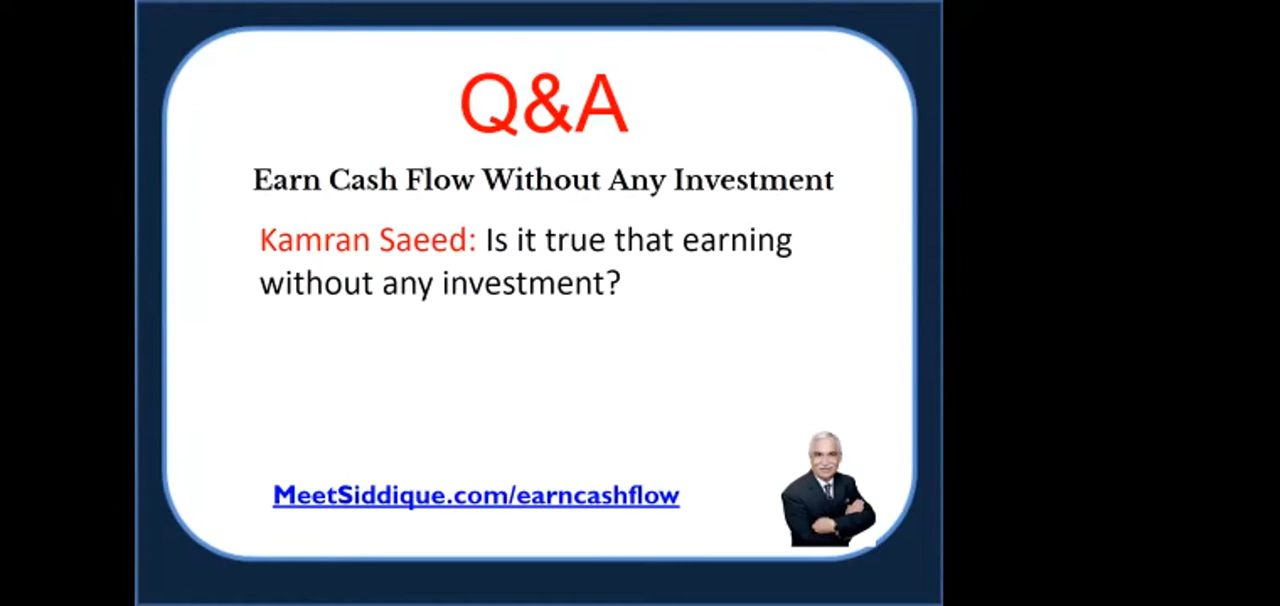 Q&A
Earn Cash Flow Without Any Investment
Kamran Saeed: Is it true that earning
without any investment?
MeetSiddique.com/earncashflow